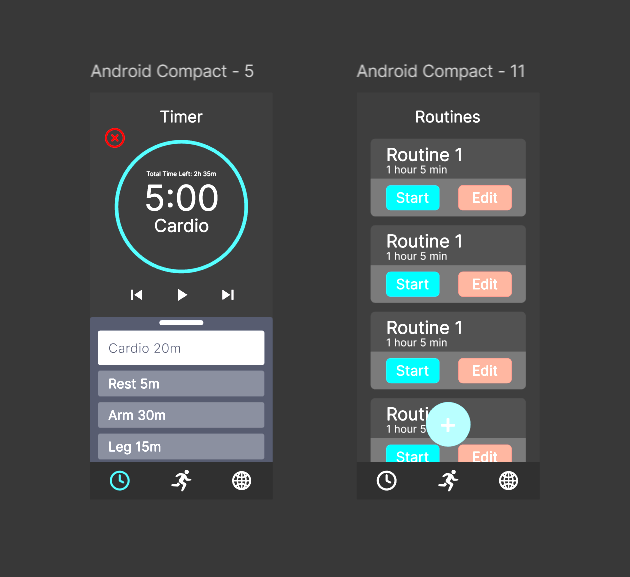 Android Compact - 5
Timer
Total Time Left: 2h 35m
5:00
Cardio
Cardio 20m
Rest 5m
Arm 30m
Leg 15m
Android Compact - 11
Routines
Routine 1
1 hour 5 min
Start Edit
Routine 1
1 hour 5 min
Start Edit
Routine 1
1 hour 5 min
Start Edit
Routi
1 hour 5
+
Start Edit